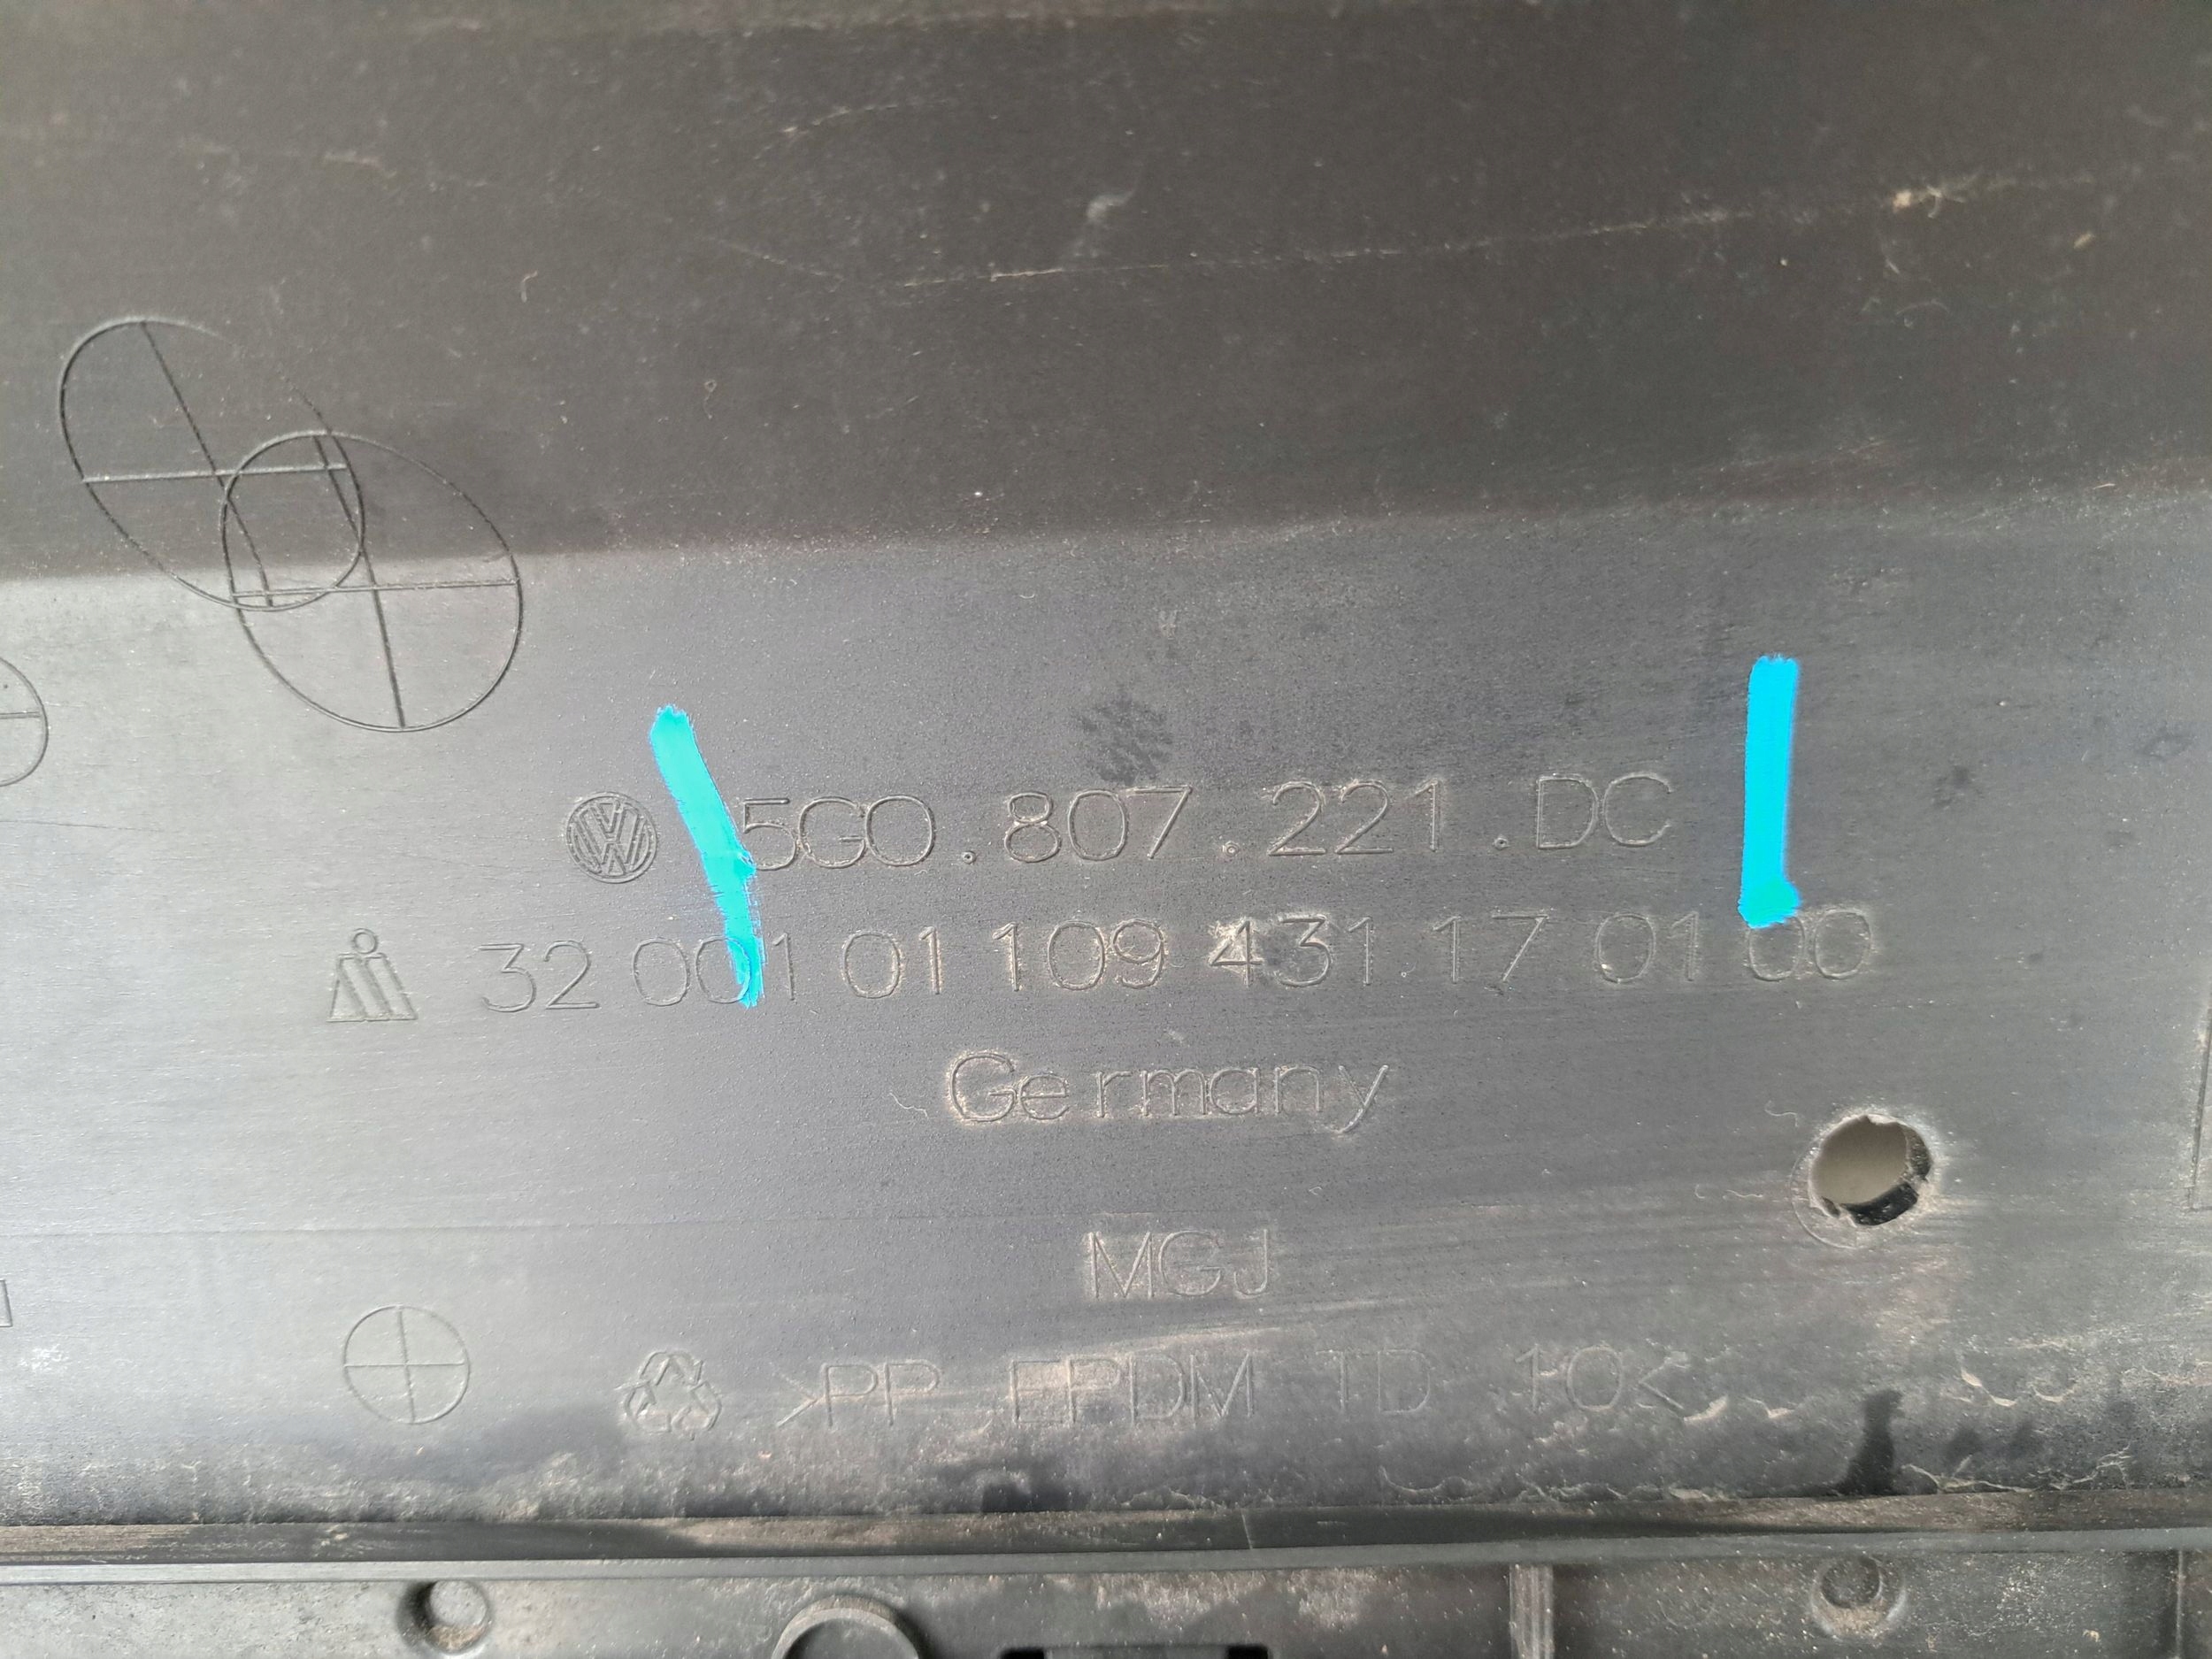 5G0.807.221.DC
32 001 01 109 431 17 01 00
Germany
MGJ
>PP EPDM TD 10<